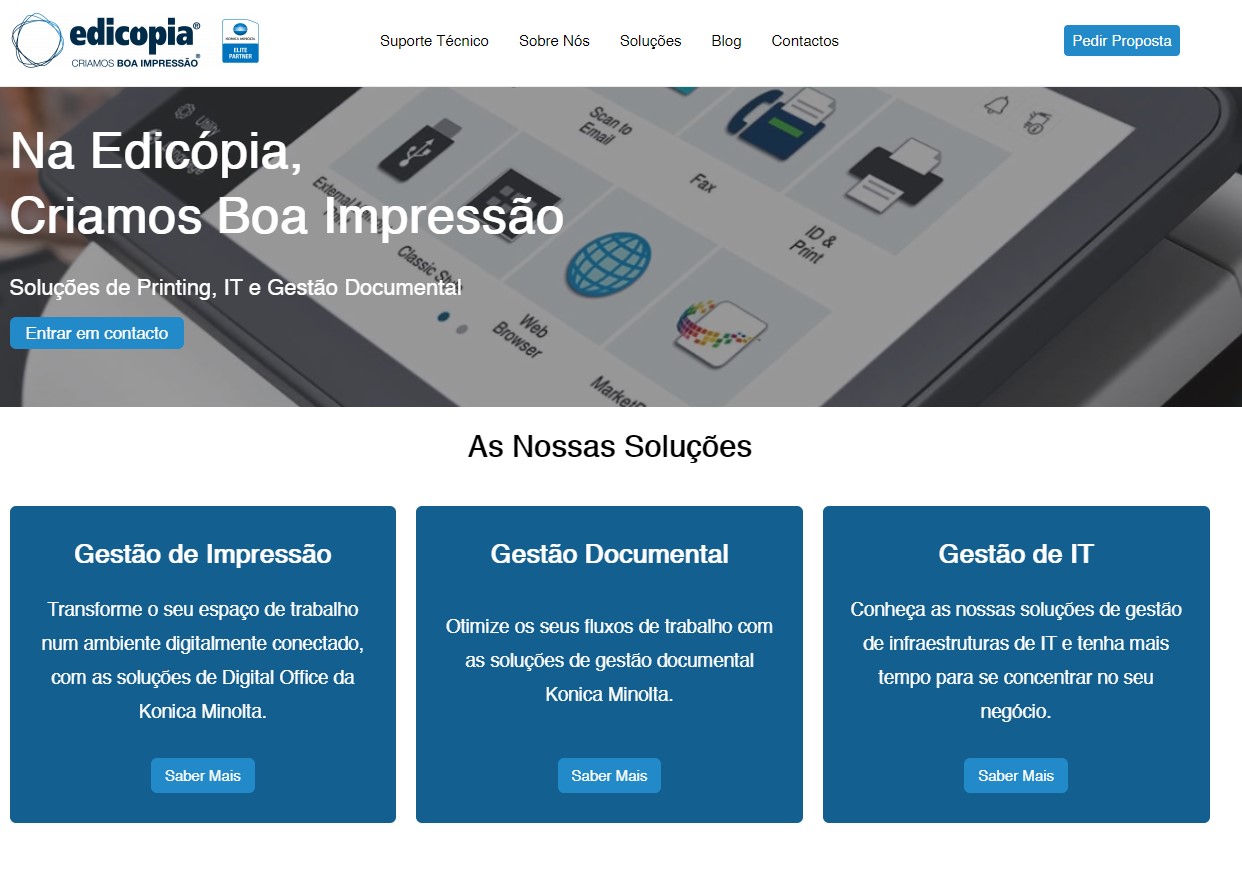 edicopia®
CRIAMOS BOA IMPRESSÃO®
KONICA MINOLTA
ELITE
PARTNER
Suporte Técnico
Sobre Nós
Soluções
Blog
Contactos
Pedir Proposta
Na Edicópia,
Criamos Boa Impressão
Soluções de Printing, IT e Gestão Documental
Entrar em contacto
Utility
Scan to
Email
Fax
ID &
Print
External
Classic
Web
Browser
As Nossas Soluções
Gestão de Impressão
Transforme o seu espaço de trabalho
num ambiente digitalmente conectado,
com as soluções de Digital Office da
Konica Minolta.
Saber Mais
Gestão Documental
Otimize os seus fluxos de trabalho com
as soluções de gestão documental
Konica Minolta.
Saber Mais
Gestão de IT
Conheça as nossas soluções de gestão
de infraestruturas de IT e tenha mais
tempo para se concentrar no seu
negócio.
Saber Mais